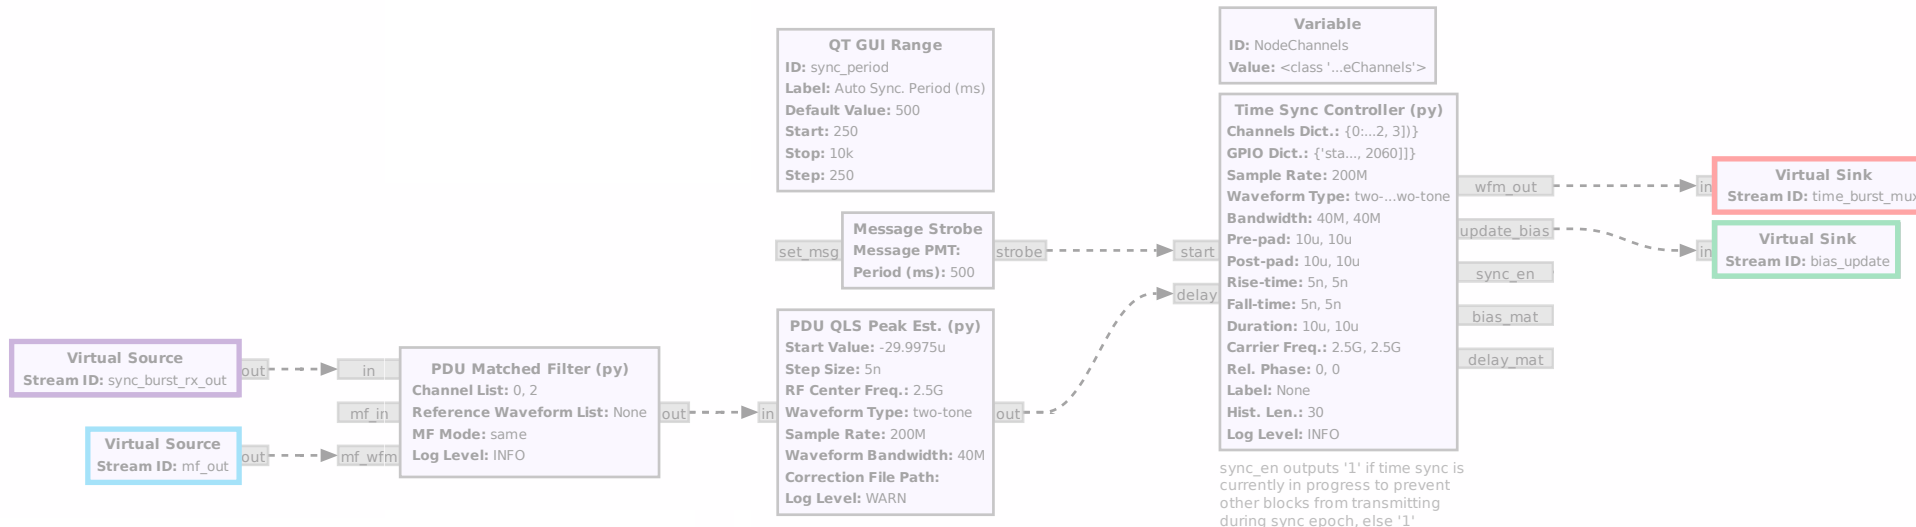 Variable
ID: NodeChannels
Value: <class '...eChannels'>
QT GUI Range
ID: sync_period
Label: Auto Sync. Period (ms)
Default Value: 500
Start: 250
Stop: 10k
Step: 250
Time Sync Controller (py)
Channels Dict.: {0:...2, 3])}
GPIO Dict.: {'sta..., 2060]]}
Sample Rate: 200M
Waveform Type: two-...wo-tone
Bandwidth: 40M, 40M
Pre-pad: 10u, 10u
Post-pad: 10u, 10u
Rise-time: 5n, 5n
Fall-time: 5n, 5n
Duration: 10u, 10u
Carrier Freq.: 2.5G, 2.5G
Rel. Phase: 0, 0
Label: None
Hist. Len.: 30
Log Level: INFO
start
delay
wfm_out
update_bias
sync_en
bias_mat
delay_mat
in
Virtual Sink
Stream ID: time_burst_mux
in
Virtual Sink
Stream ID: bias_update
set_msg
Message Strobe
Message PMT:
Period (ms): 500
strobe
Virtual Source
Stream ID: sync_burst_rx_out
out
Virtual Source
Stream ID: mf_out
out
in
mf_in
mf_wfm
PDU Matched Filter (py)
Channel List: 0, 2
Reference Waveform List: None
MF Mode: same
Log Level: INFO
out
in
PDU QLS Peak Est. (py)
Start Value: -29.9975u
Step Size: 5n
RF Center Freq.: 2.5G
Waveform Type: two-tone
Sample Rate: 200M
Waveform Bandwidth: 40M
Correction File Path:
Log Level: WARN
out
sync_en outputs '1' if time sync is
currently in progress to prevent
other blocks from transmitting
during sync epoch, else '1'